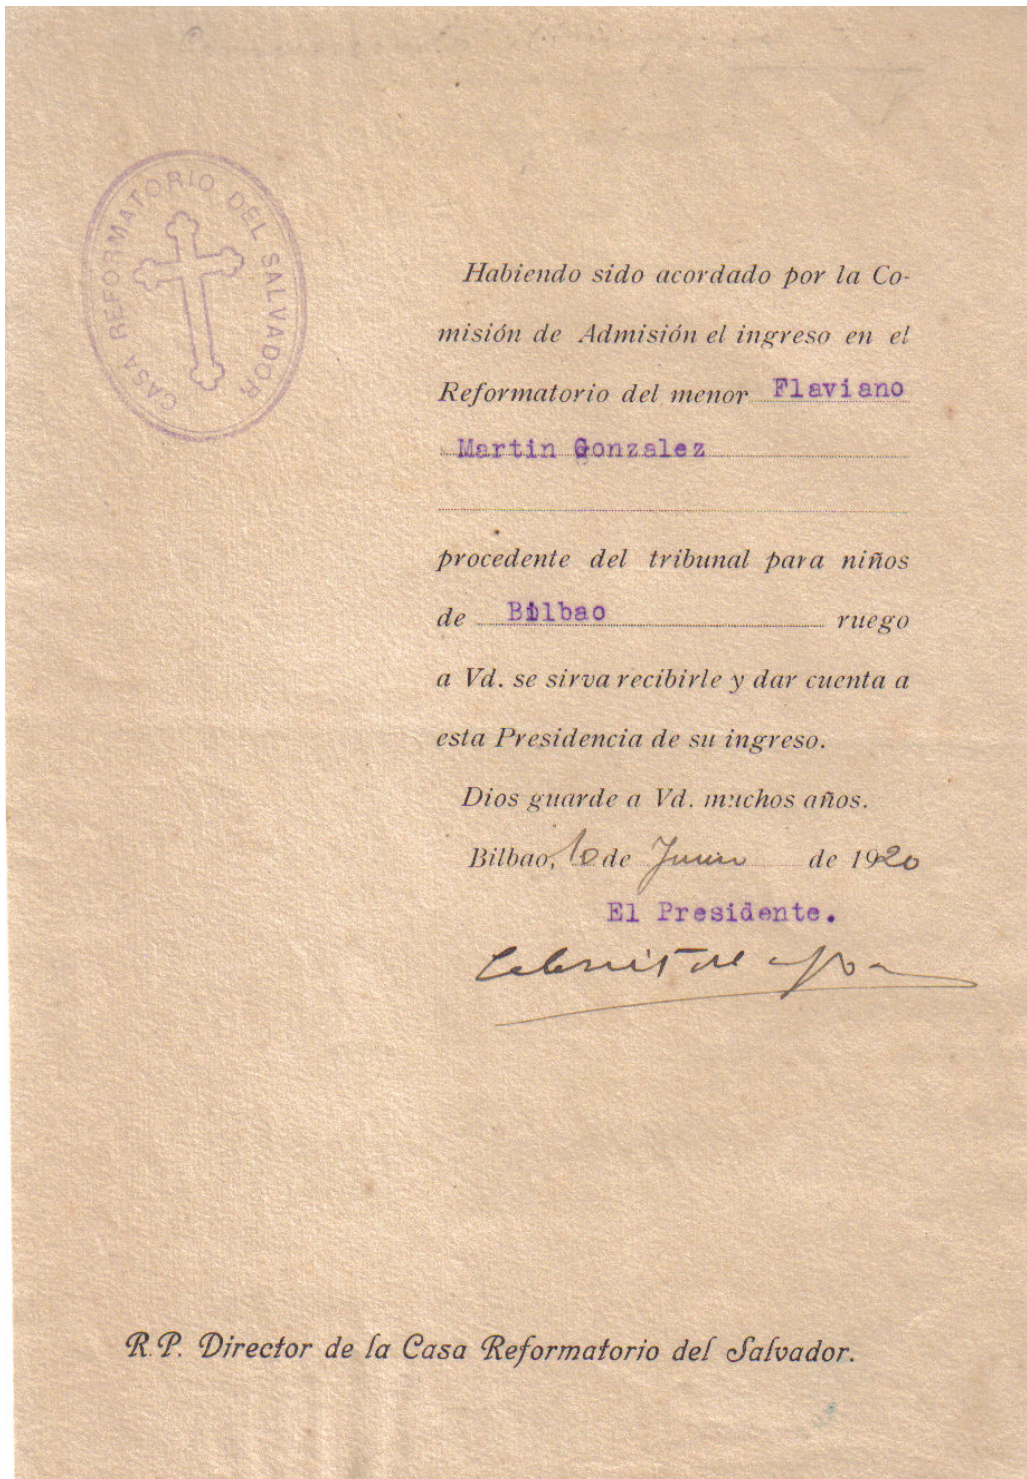 CASA REFORMATORIO DEL SALVADOR
Habiendo sido acordado por la Co-
misión de Admisión el ingreso en el
Reformatorio del menor Flaviano
Martin Gonzalez
procedente del tribunal para niños
de Bilbao ruego
a Vd. se sirva recibirle y dar cuenta a
esta Presidencia de su ingreso.
Dios guarde a Vd. muchos años.
Bilbao, 10 de Junio de 1920
El Presidente.
R. P. Director de la Casa Reformatorio del Salvador.